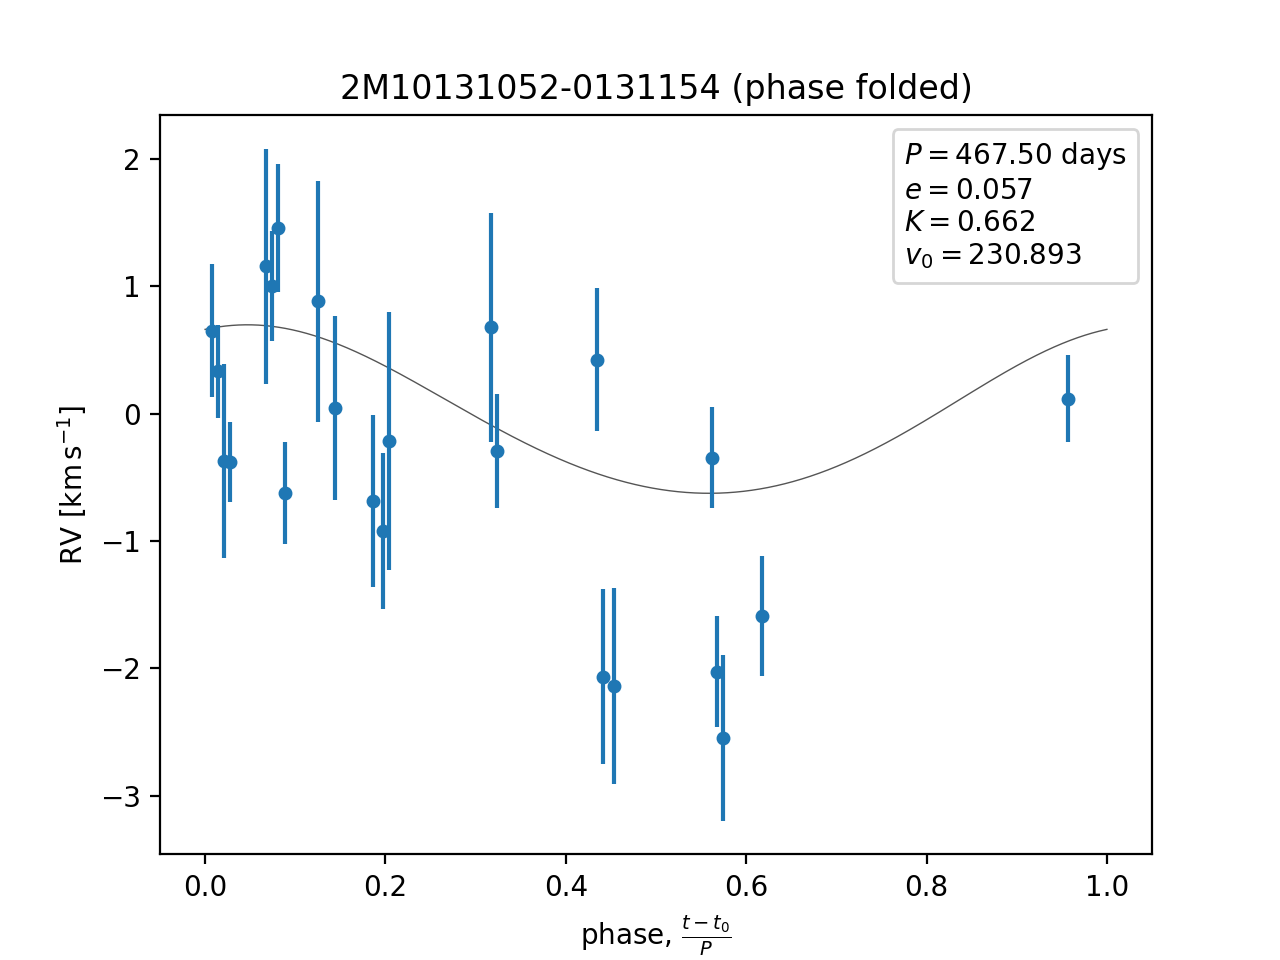 2M10131052-0131154 (phase folded)
P = 467.50 days
e = 0.057
K = 0.662
v₀ = 230.893
2
1
0
−1
−2
−3
RV [km s⁻¹]
0.0 0.2 0.4 0.6 0.8 1.0
phase, (t − t₀)/P